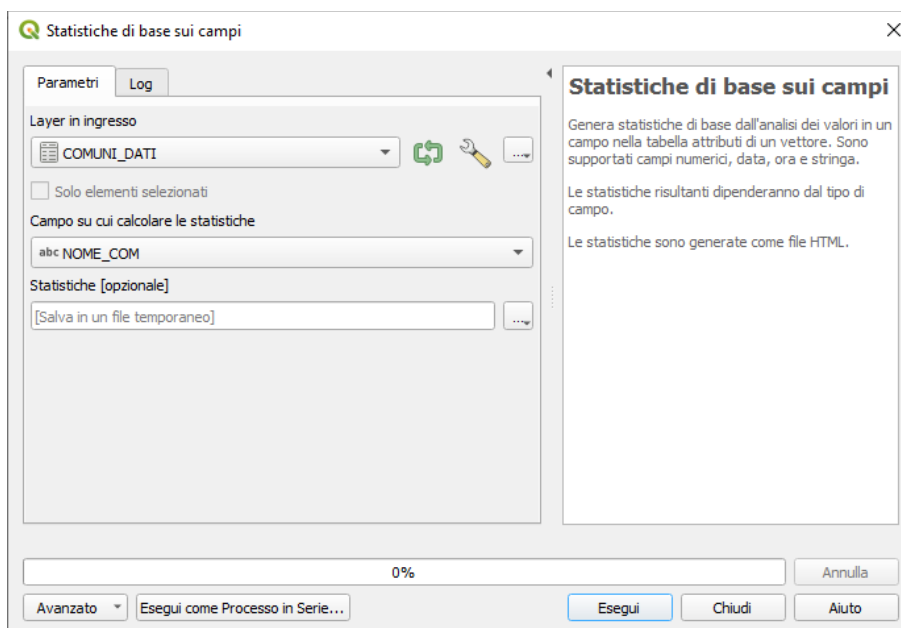 Statistiche di base sui campi
Parametri
Log
Layer in ingresso
COMUNI_DATI
...
Solo elementi selezionati
Campo su cui calcolare le statistiche
abc NOME_COM
Statistiche [opzionale]
[Salva in un file temporaneo]
...
Statistiche di base sui campi
Genera statistiche di base dall'analisi dei valori in un
campo nella tabella attributi di un vettore. Sono
supportati campi numerici, data, ora e stringa.
Le statistiche risultanti dipenderanno dal tipo di
campo.
Le statistiche sono generate come file HTML.
0%
Annulla
Avanzato
Esegui come Processo in Serie...
Esegui
Chiudi
Aiuto